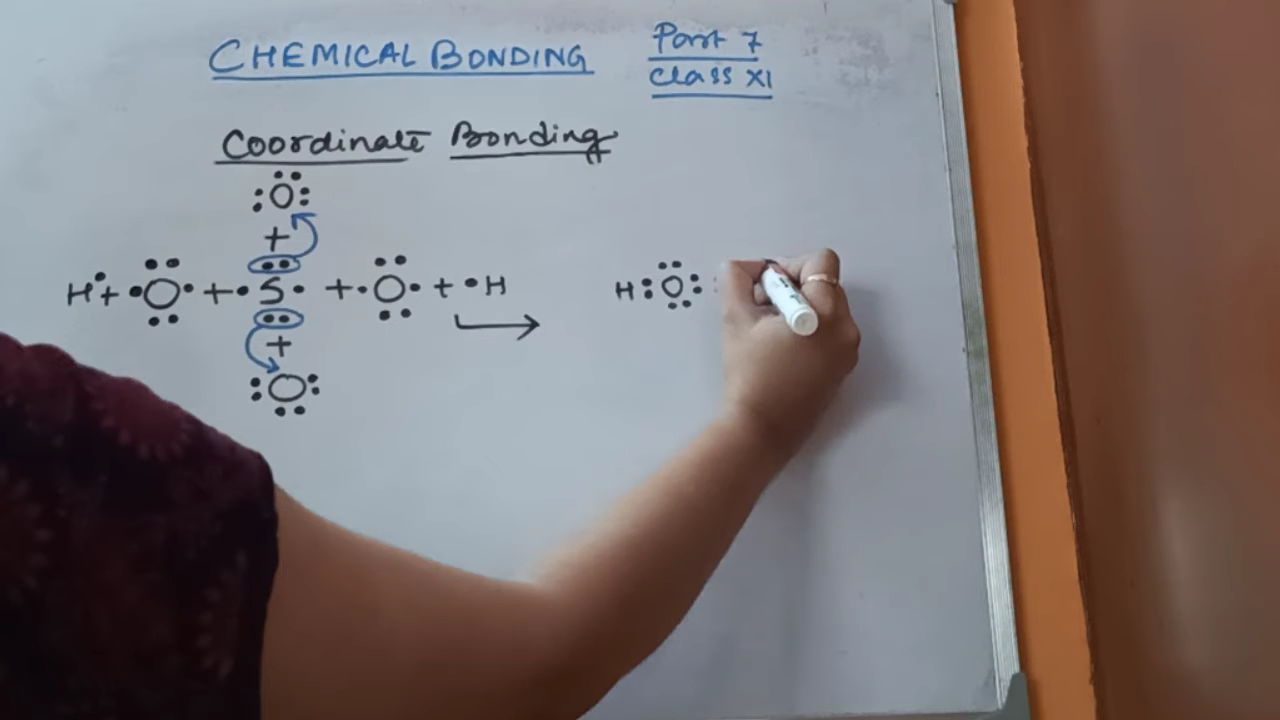 CHEMICAL BONDING Part 7
Class XI
Coordinate Bonding
:Ö:
+
H· + ·Ö· + ·S· + ·Ö· + ·H → H:Ö:
+
:O: